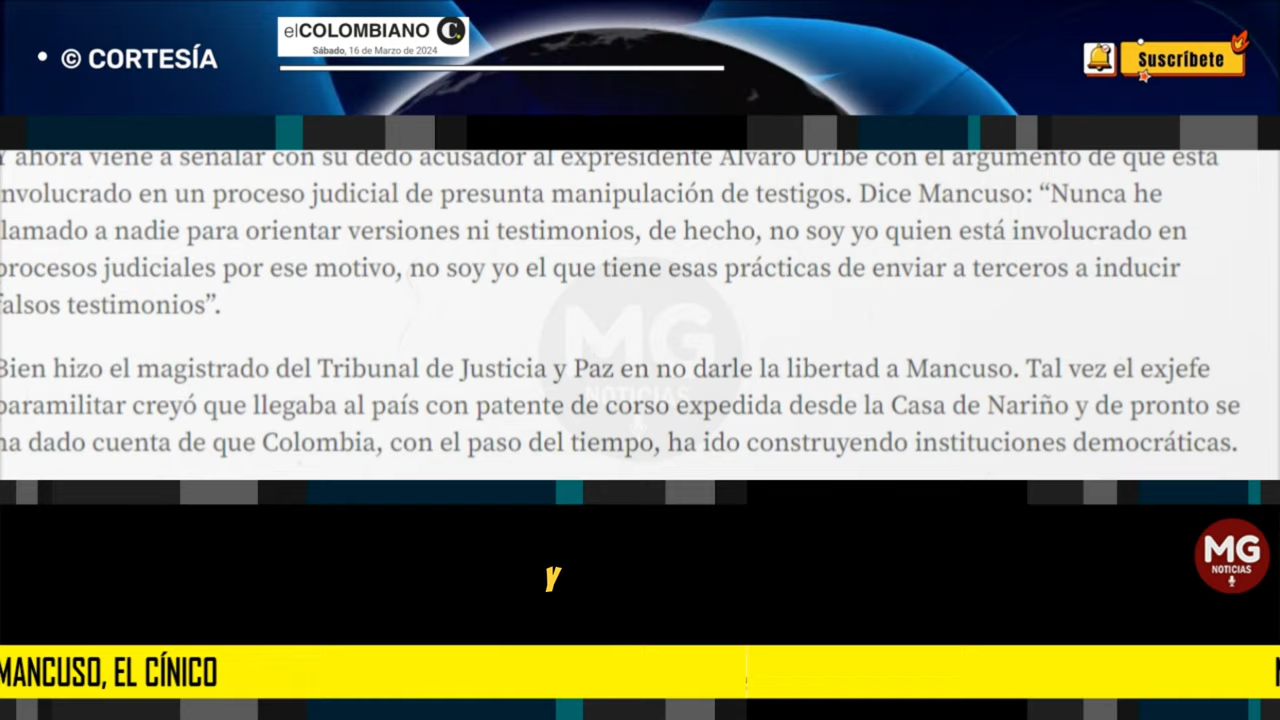 • © CORTESÍA
elCOLOMBIANO C
Sábado, 16 de Marzo de 2024
Suscríbete
Y ahora viene a señalar con su dedo acusador al expresidente Álvaro Uribe con el argumento de que está
nvolucrado en un proceso judicial de presunta manipulación de testigos. Dice Mancuso: “Nunca he
lamado a nadie para orientar versiones ni testimonios, de hecho, no soy yo quien está involucrado en
procesos judiciales por ese motivo, no soy yo el que tiene esas prácticas de enviar a terceros a inducir
falsos testimonios”.
Bien hizo el magistrado del Tribunal de Justicia y Paz en no darle la libertad a Mancuso. Tal vez el exjefe
paramilitar creyó que llegaba al país con patente de corso expedida desde la Casa de Nariño y de pronto se
ha dado cuenta de que Colombia, con el paso del tiempo, ha ido construyendo instituciones democráticas.
MG
NOTICIAS
Y
MG
NOTICIAS
MANCUSO, EL CÍNICO